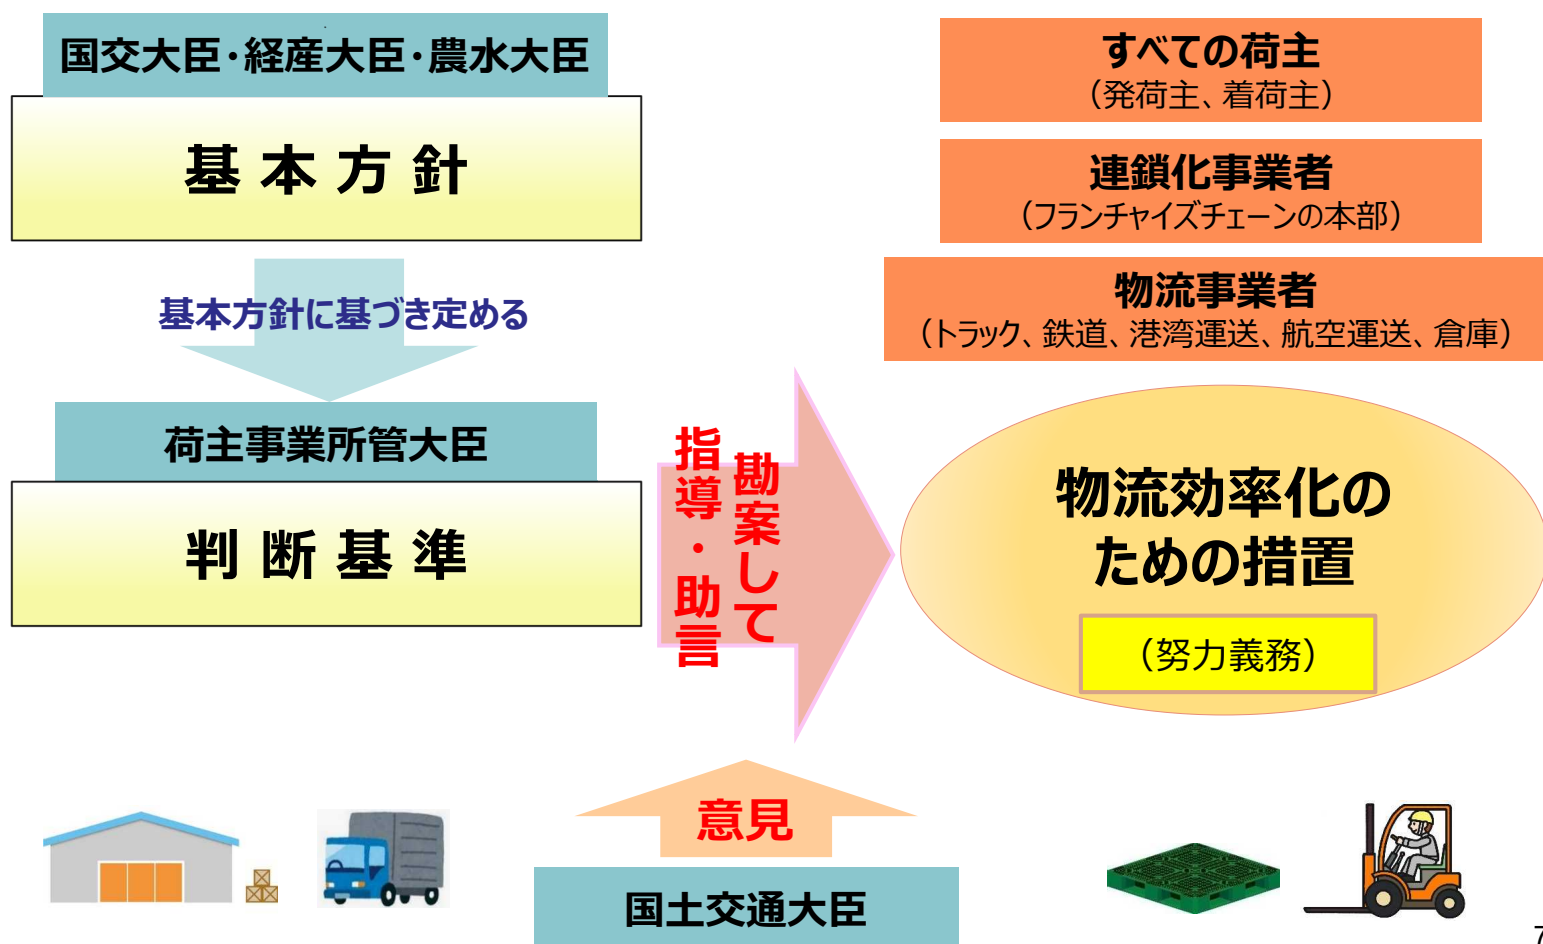 国交大臣・経産大臣・農水大臣
基本方針
基本方針に基づき定める
荷主事業所管大臣
判断基準
勘案して
指導・助言
意見
国土交通大臣
すべての荷主
（発荷主、着荷主）
連鎖化事業者
（フランチャイズチェーンの本部）
物流事業者
（トラック、鉄道、港湾運送、航空運送、倉庫）
物流効率化の
ための措置
（努力義務）
7